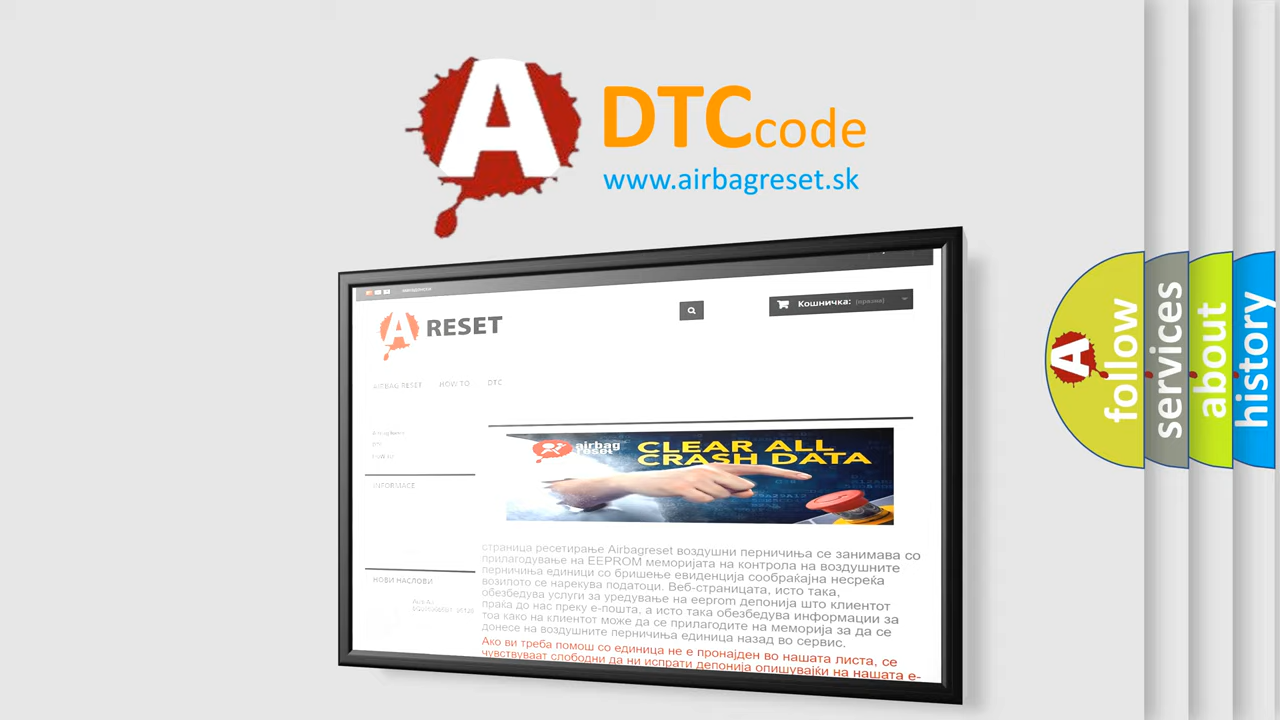 A
DTCcode
www.airbagreset.sk
A RESET
Кошничка: (празни)
AIRBAG RESET HOW TO DTC
airbag
reset
CLEAR ALL
CRASH DATA
INFORMACE
НОВИ НАСЛОВИ
страница ресетирање Airbagreset воздушни перничиња се занимава со
прилагодување на EEPROM меморијата на контрола на воздушните
перничиња единици со бришење евиденција сообраќајна несреќа
возилото се нарекува податоци. Веб-страницата, исто така,
обезбедува услуги за уредување на eeprom депонија што клиентот
праќа до нас преку е-пошта, а исто така обезбедува информации за
тоа како на клиентот може да се прилагодите на меморија за да се
донесе на воздушните перничиња единица назад во сервис.
Ако ви треба помош со единица не е пронајден во нашата листа, се
чувствуваат слободни да ни испрати депонија опишувајќи на нашата е-
A
follow
services
about
history